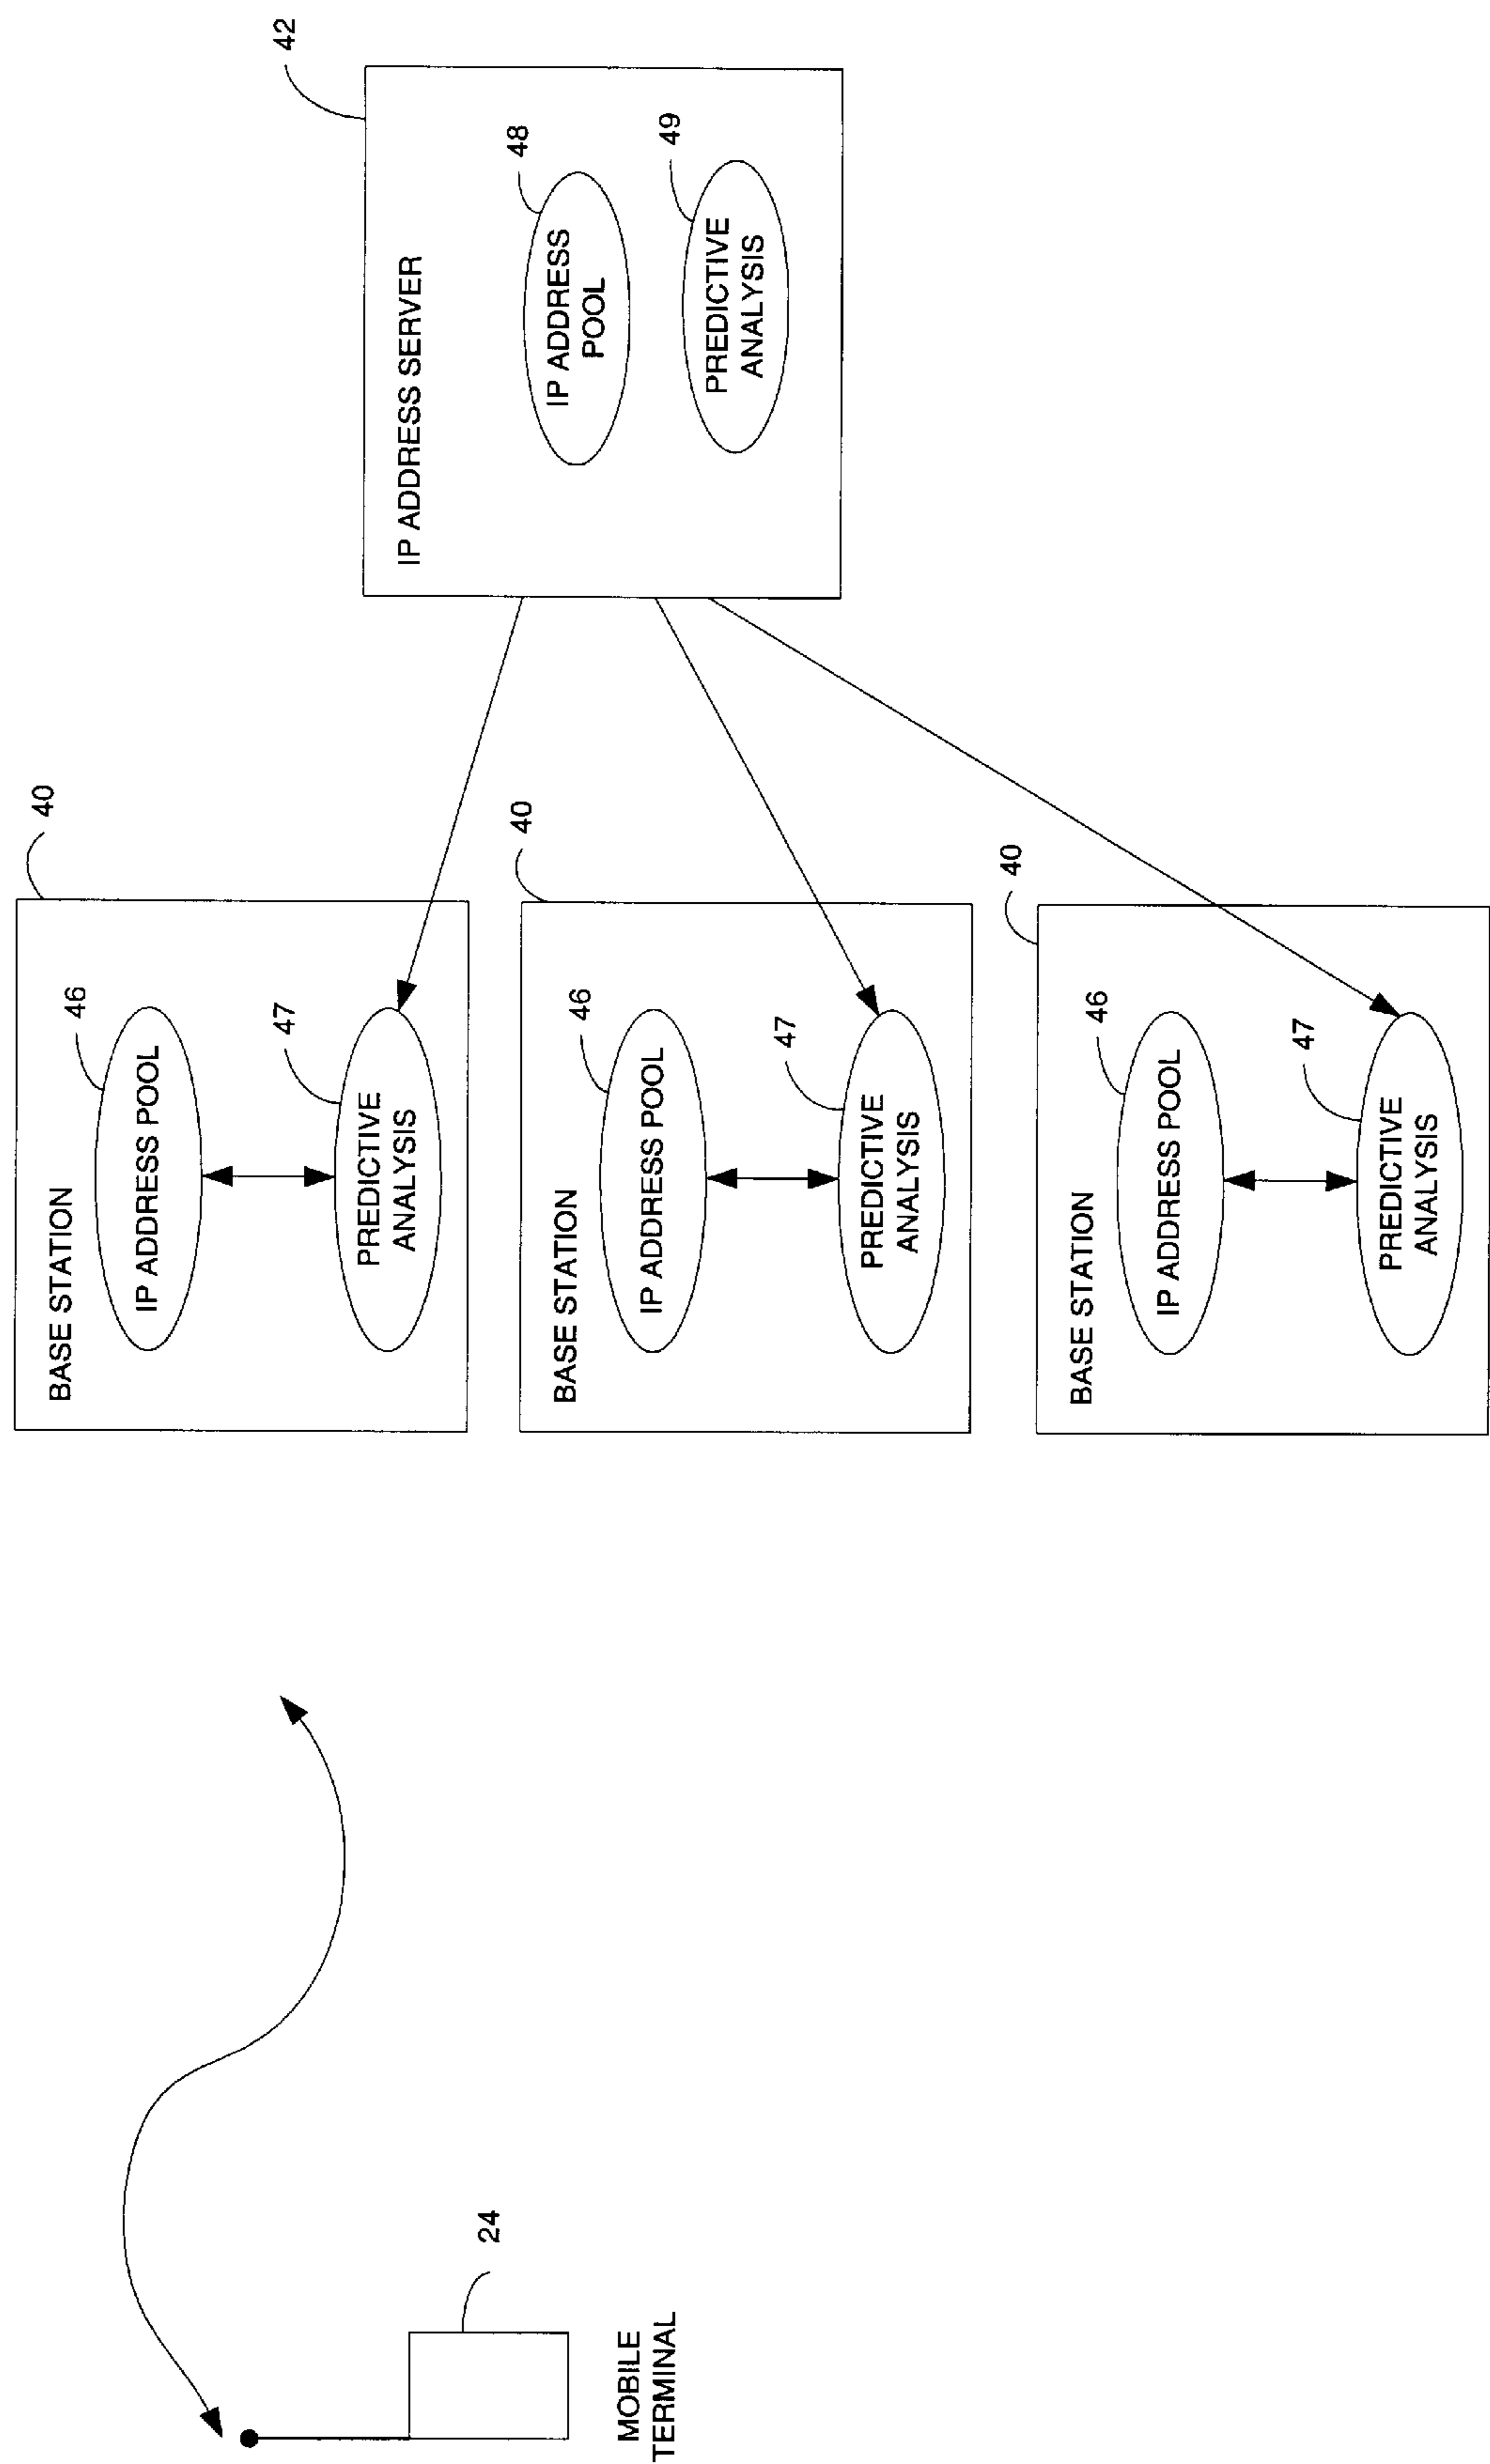 MOBILE
TERMINAL
24
BASE STATION
40
IP ADDRESS POOL
46
PREDICTIVE
ANALYSIS
47
BASE STATION
40
IP ADDRESS POOL
46
PREDICTIVE
ANALYSIS
47
BASE STATION
40
IP ADDRESS POOL
46
PREDICTIVE
ANALYSIS
47
IP ADDRESS SERVER
42
IP ADDRESS
POOL
48
PREDICTIVE
ANALYSIS
49